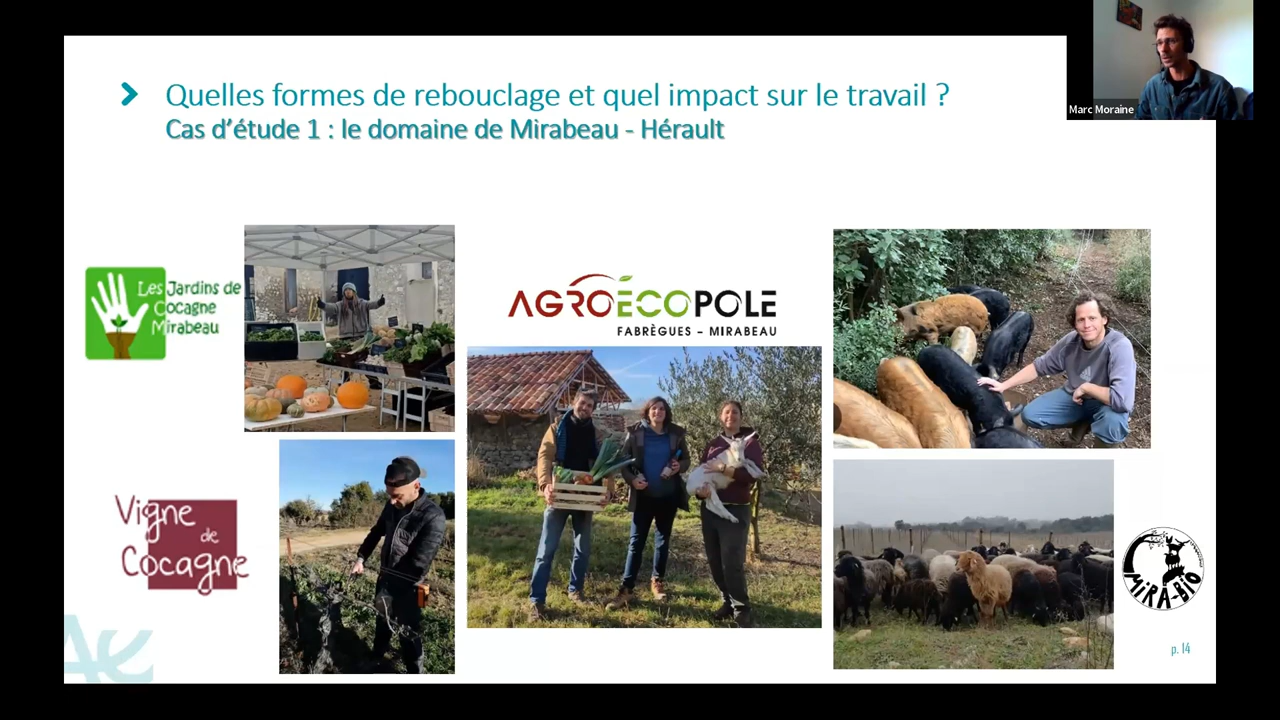 Quelles formes de rebouclage et quel impact sur le travail ?
Cas d'étude 1 : le domaine de Mirabeau - Hérault
Marc Moraine
Les Jardins de
Cocagne
Mirabeau
AGROÉCOPOLE
FABRÈGUES – MIRABEAU
Vigne
de
Cocagne
MIRA-BIO
Ae
p. 14